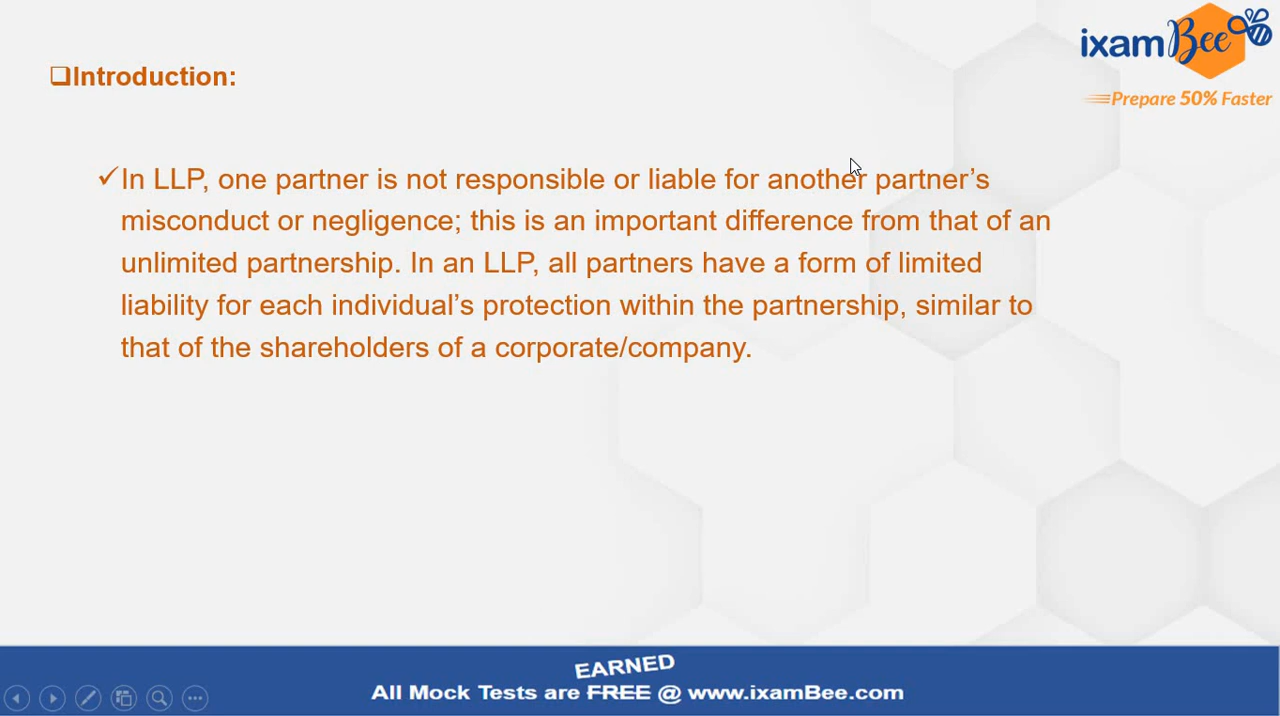 ixamBee
Prepare 50% Faster
❑Introduction:
✓In LLP, one partner is not responsible or liable for another partner’s
misconduct or negligence; this is an important difference from that of an
unlimited partnership. In an LLP, all partners have a form of limited
liability for each individual’s protection within the partnership, similar to
that of the shareholders of a corporate/company.
EARNED
All Mock Tests are FREE @ www.ixamBee.com